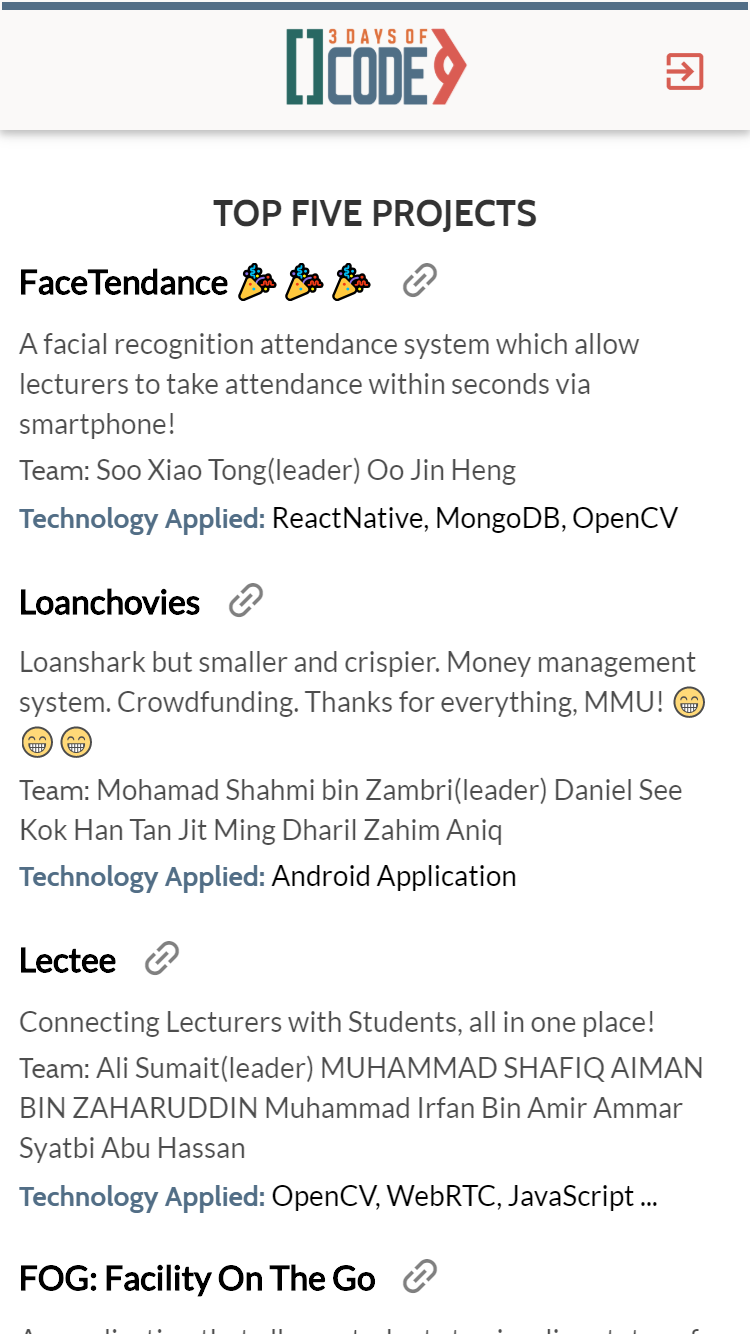 3 DAYS OF
[]CODE9
TOP FIVE PROJECTS
FaceTendance 🎉 🎉 🎉
A facial recognition attendance system which allow
lecturers to take attendance within seconds via
smartphone!
Team: Soo Xiao Tong(leader) Oo Jin Heng
Technology Applied: ReactNative, MongoDB, OpenCV
Loanchovies
Loanshark but smaller and crispier. Money management
system. Crowdfunding. Thanks for everything, MMU! 😁
😁 😁
Team: Mohamad Shahmi bin Zambri(leader) Daniel See
Kok Han Tan Jit Ming Dharil Zahim Aniq
Technology Applied: Android Application
Lectee
Connecting Lecturers with Students, all in one place!
Team: Ali Sumait(leader) MUHAMMAD SHAFIQ AIMAN
BIN ZAHARUDDIN Muhammad Irfan Bin Amir Ammar
Syatbi Abu Hassan
Technology Applied: OpenCV, WebRTC, JavaScript ...
FOG: Facility On The Go